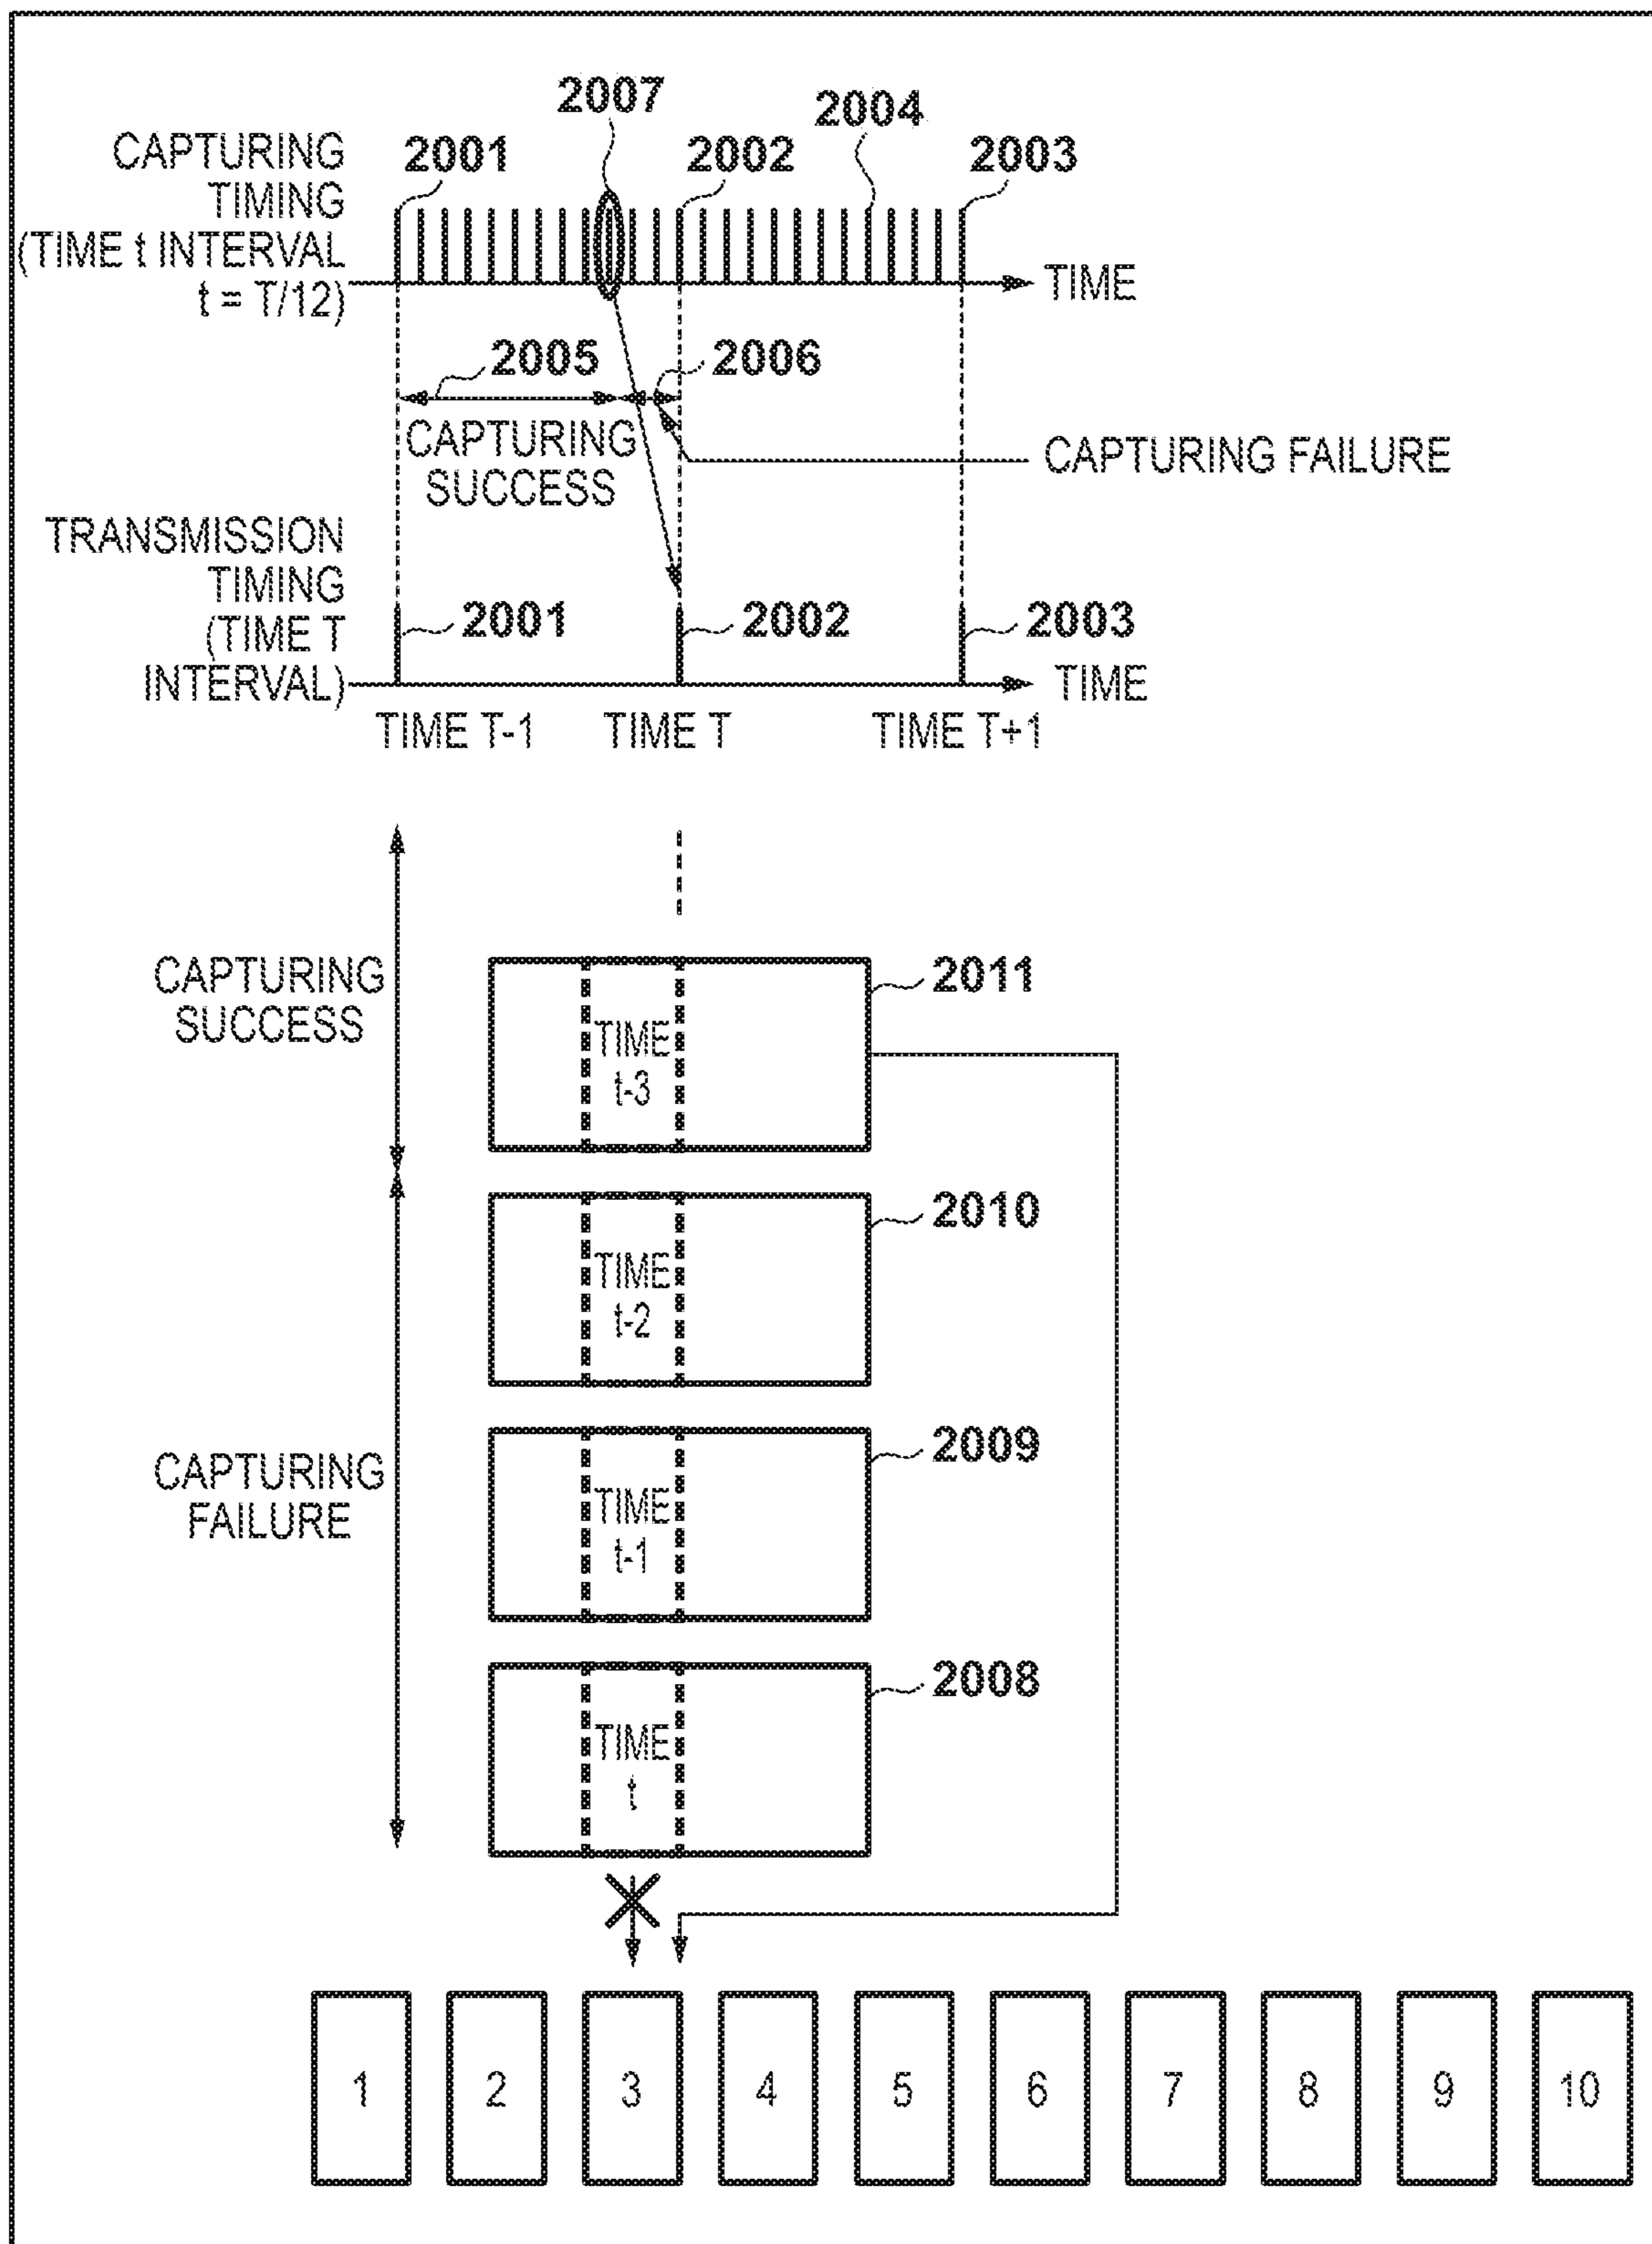 2007
2004
CAPTURING
TIMING
(TIME t INTERVAL
t = T/12)
2001
2002
2003
TIME
2005
2006
CAPTURING
SUCCESS
CAPTURING FAILURE
TRANSMISSION
TIMING
(TIME T
INTERVAL)
2001
2002
2003
TIME
TIME T-1
TIME T
TIME T+1
CAPTURING
SUCCESS
TIME
t-3
2011
TIME
t-2
2010
CAPTURING
FAILURE
TIME
t-1
2009
TIME
t
2008
1
2
3
4
5
6
7
8
9
10